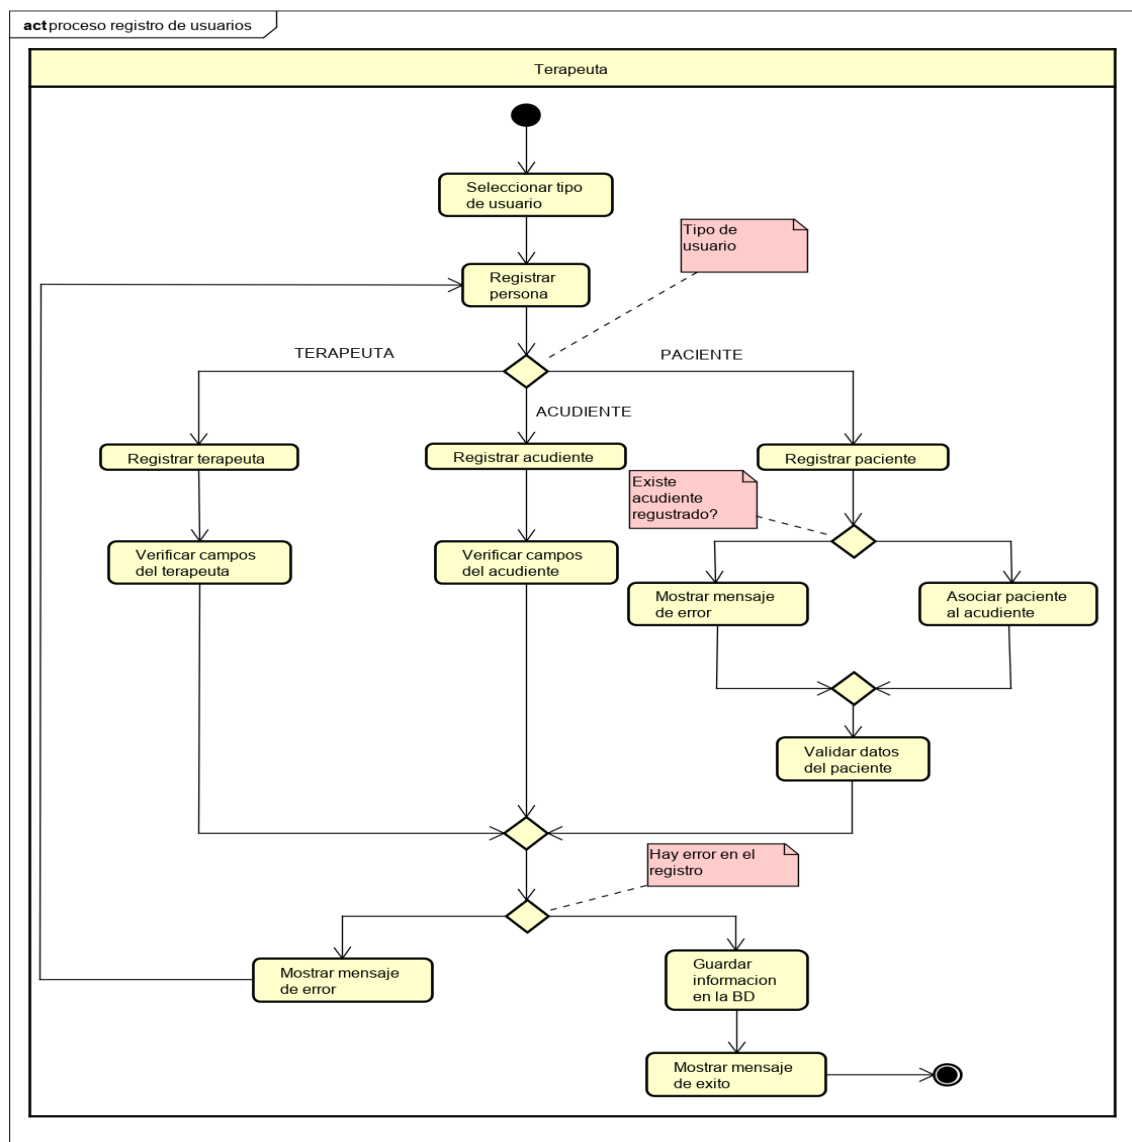 act proceso registro de usuarios
Terapeuta
Seleccionar tipo
de usuario
Tipo de
usuario
Registrar
persona
TERAPEUTA
PACIENTE
ACUDIENTE
Registrar terapeuta
Registrar acudiente
Registrar paciente
Existe
acudiente
regustrado?
Verificar campos
del terapeuta
Verificar campos
del acudiente
Mostrar mensaje
de error
Asociar paciente
al acudiente
Validar datos
del paciente
Hay error en el
registro
Mostrar mensaje
de error
Guardar
informacion
en la BD
Mostrar mensaje
de exito